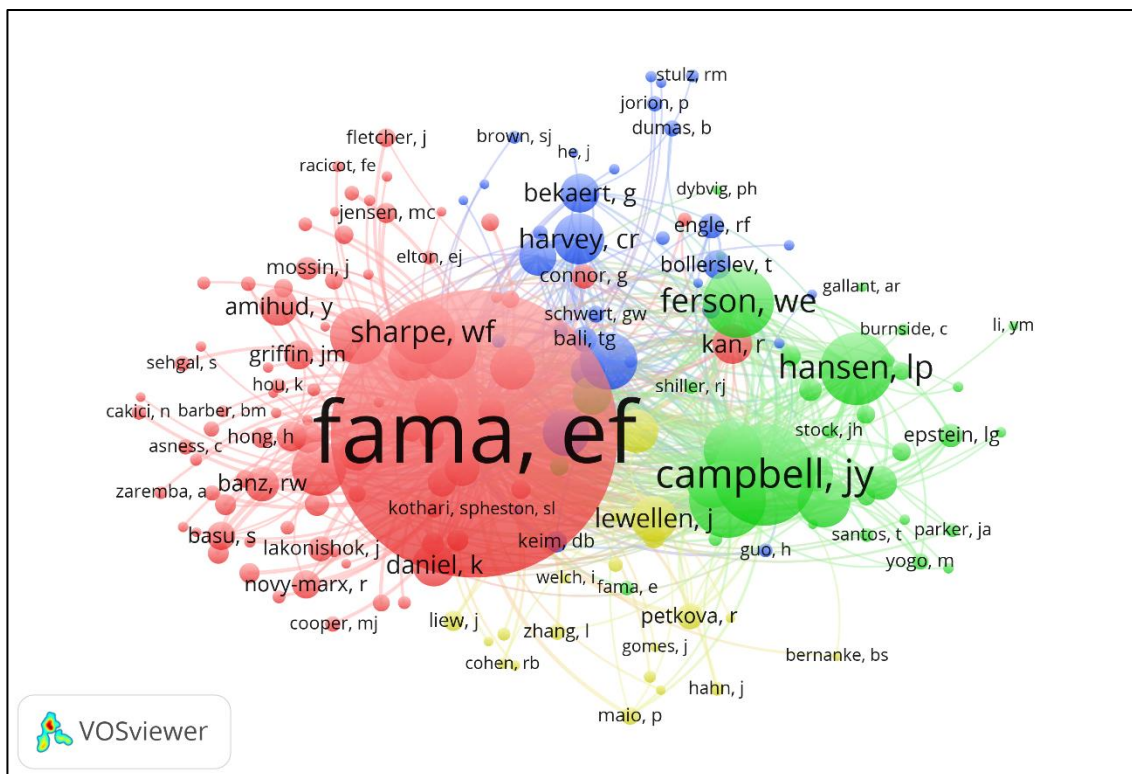 stulz, rm
jorion, p
dumas, b
brown, sj
fletcher, j
he, j
racicot, fe
bekaert, g
dybvig, ph
jensen, mc
harvey, cr
engle, rf
elton, ej
mossin, j
connor, g
bollerslev, t
gallant, ar
amihud, y
ferson, we
schwert, gw
sharpe, wf
bali, tg
burnside, c
li, ym
kan, r
griffin, jm
sehgal, s
hansen, lp
hou, k
shiller, rj
cakici, n
barber, bm
fama, ef
stock, jh
epstein, lg
hong, h
asness, c
campbell, jy
banz, rw
zaremba, a
kothari, sp
heston, sl
lewellen, j
basu, s
santos, t
parker, ja
keim, db
lakonishok, j
guo, h
yogo, m
daniel, k
novy-marx, r
welch, i
fama, e
cooper, mj
liew, j
petkova, r
zhang, l
gomes, j
bernanke, bs
cohen, rb
hahn, j
maio, p
VOSviewer